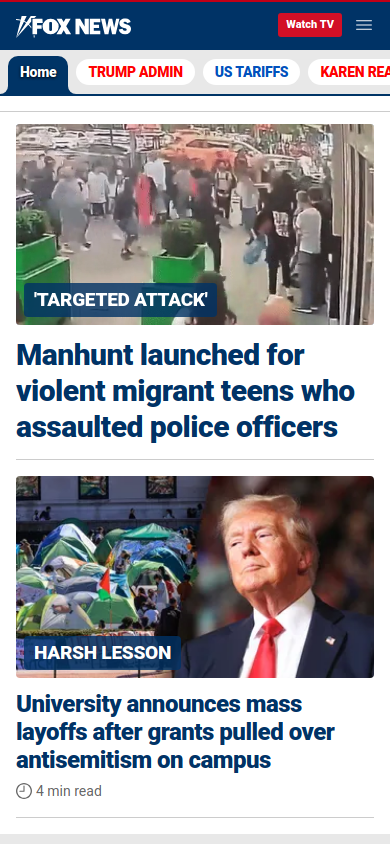 FOX NEWS
Watch TV
Home
TRUMP ADMIN
US TARIFFS
KAREN REA
'TARGETED ATTACK'
Manhunt launched for
violent migrant teens who
assaulted police officers
HARSH LESSON
University announces mass
layoffs after grants pulled over
antisemitism on campus
4 min read